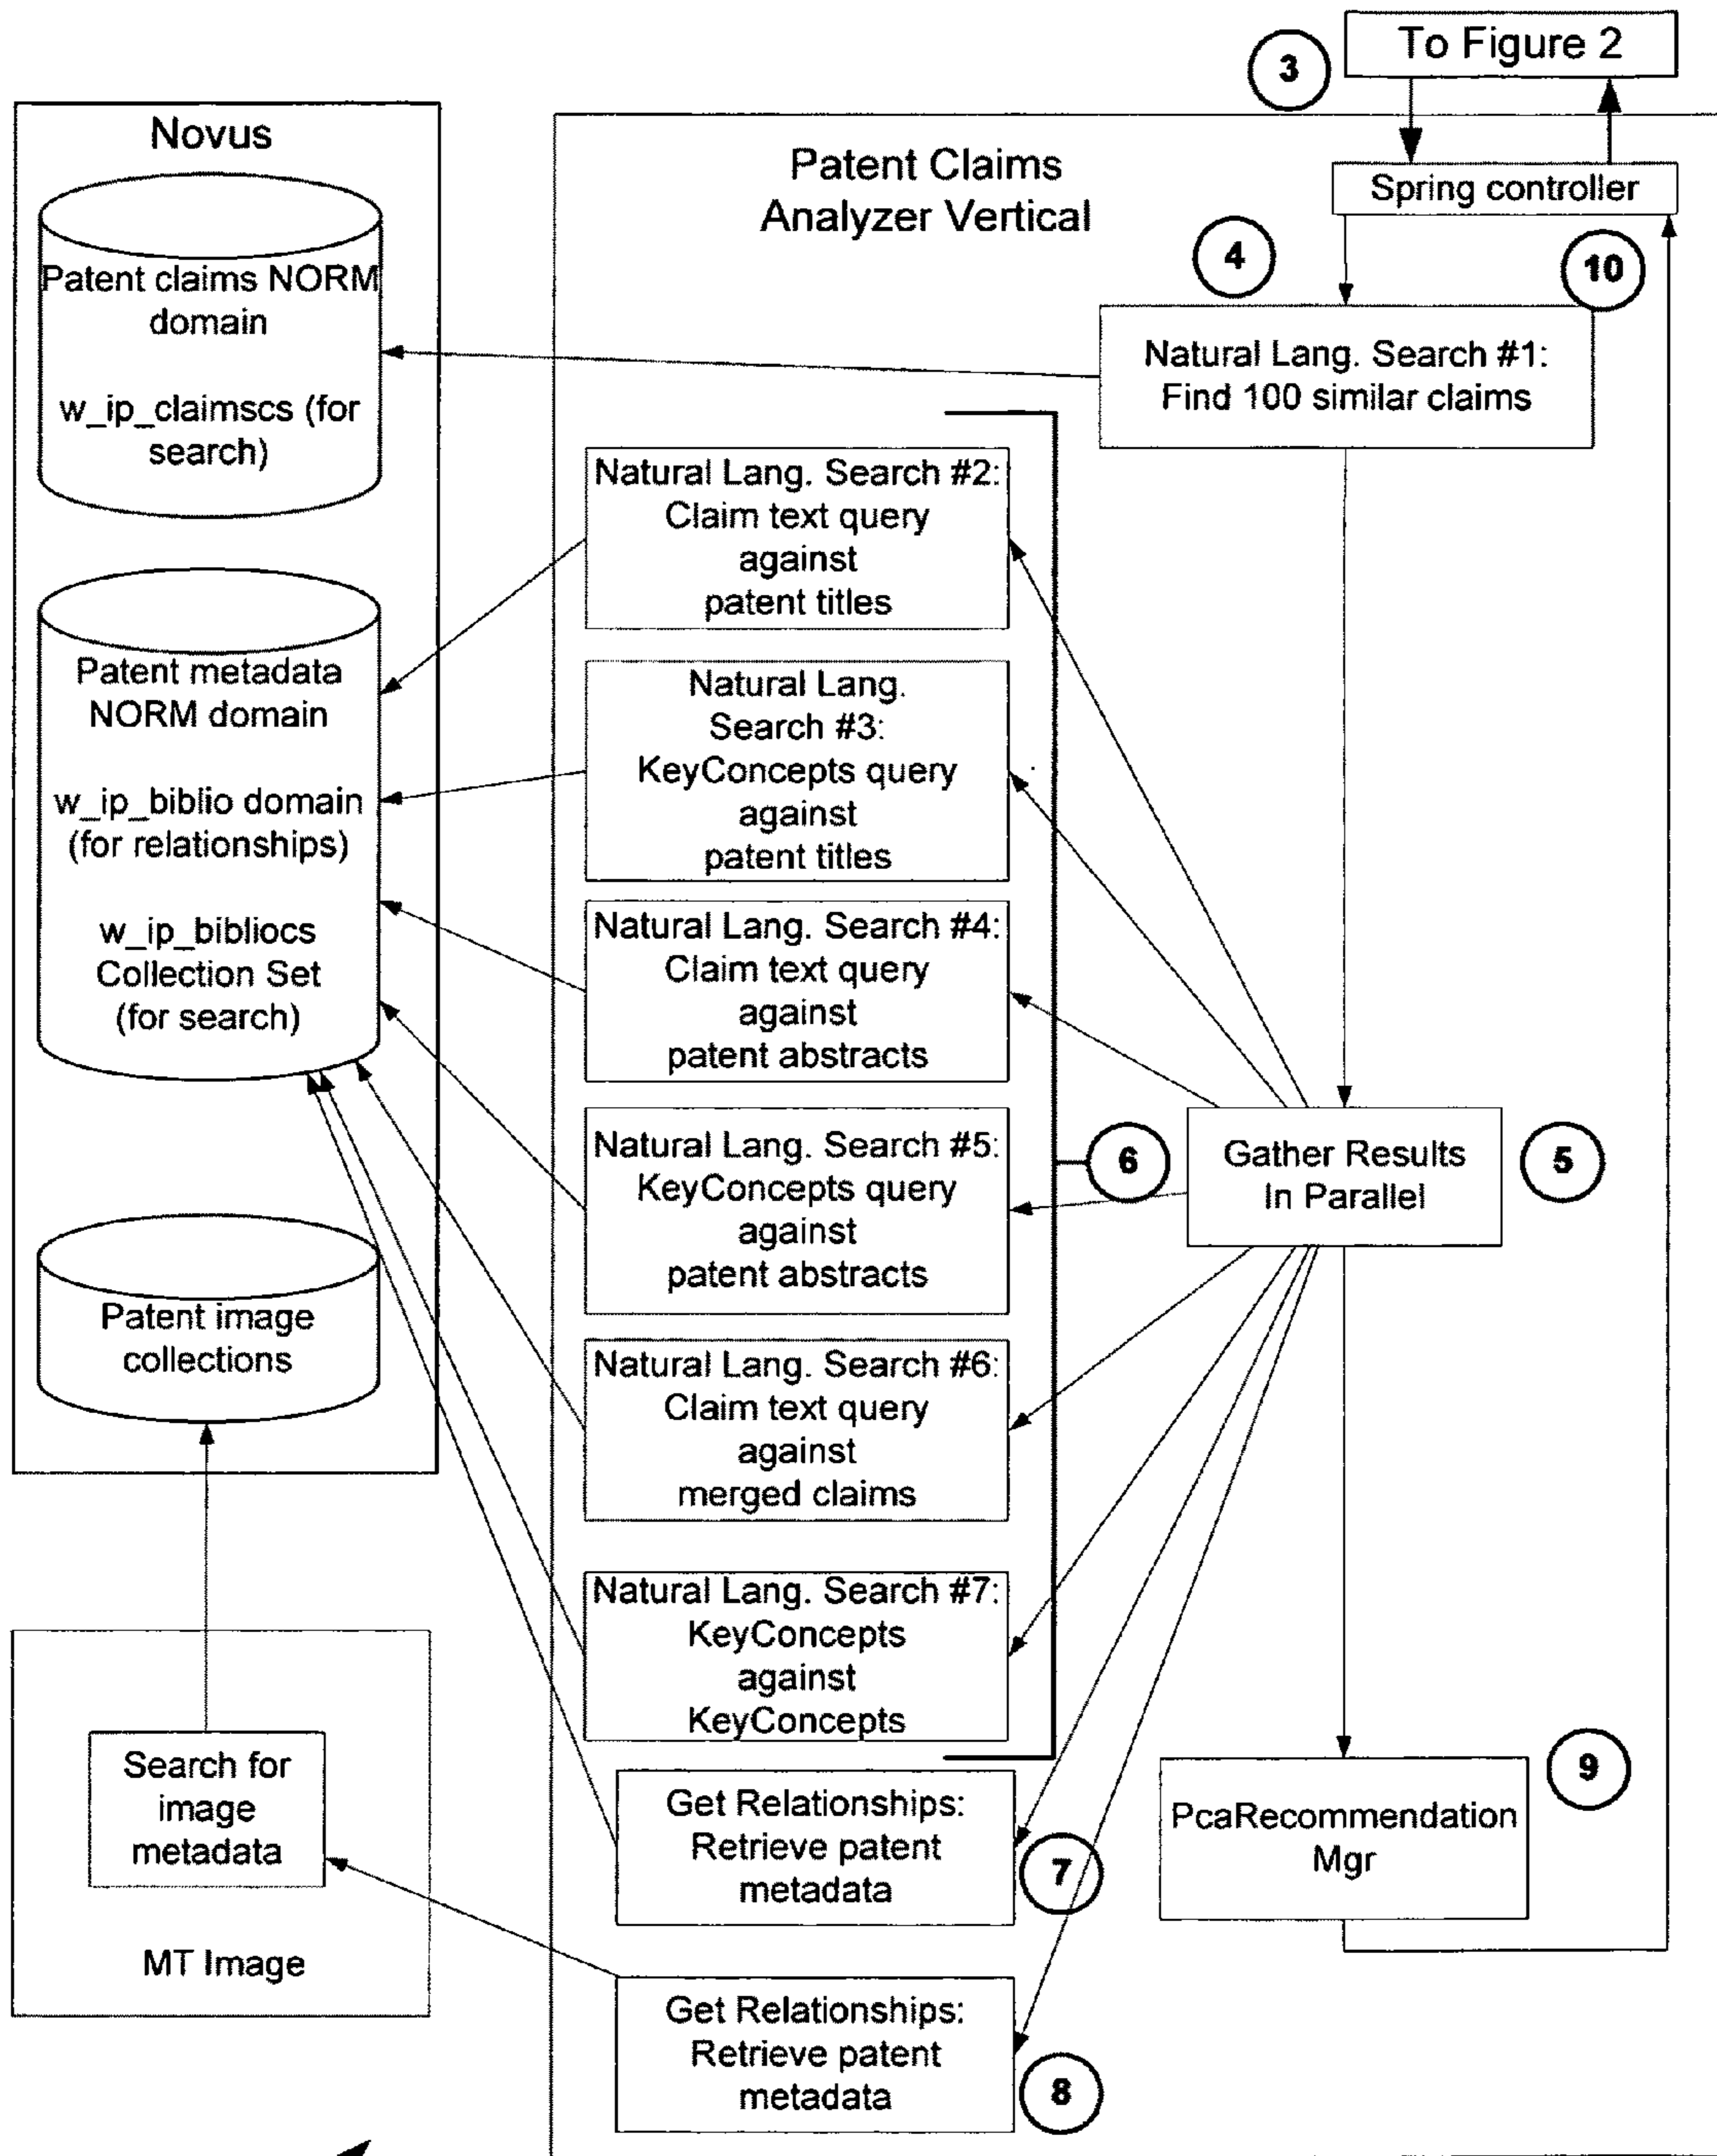 To Figure 2
3
Novus
Patent Claims
Analyzer Vertical
Spring controller
4
10
Patent claims NORM
domain
w_ip_claimscs (for
search)
Natural Lang. Search #1:
Find 100 similar claims
Natural Lang. Search #2:
Claim text query
against
patent titles
Patent metadata
NORM domain
w_ip_biblio domain
(for relationships)
w_ip_bibliocs
Collection Set
(for search)
Natural Lang.
Search #3:
KeyConcepts query
against
patent titles
Natural Lang. Search #4:
Claim text query
against
patent abstracts
Natural Lang. Search #5:
KeyConcepts query
against
patent abstracts
6
Gather Results
In Parallel
5
Patent image
collections
Natural Lang. Search #6:
Claim text query
against
merged claims
Natural Lang. Search #7:
KeyConcepts
against
KeyConcepts
Search for
image
metadata
MT Image
Get Relationships:
Retrieve patent
metadata
7
PcaRecommendation
Mgr
9
Get Relationships:
Retrieve patent
metadata
8